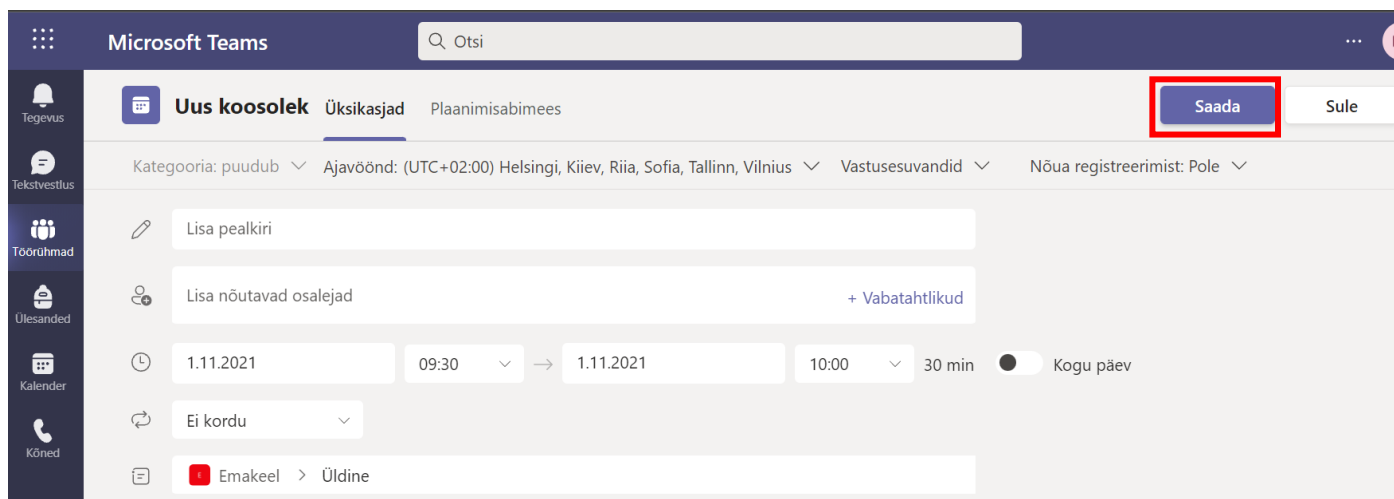 Microsoft Teams
Otsi
Tegevus
Tekstvestlus
Töörühmad
Ülesanded
Kalender
Kõned
Uus koosolek Üksikasjad Plaanimisabimees Saada Sule
Kategooria: puudub Ajavöönd: (UTC+02:00) Helsingi, Kiiev, Riia, Sofia, Tallinn, Vilnius Vastusesuvandid Nõua registreerimist: Pole
Lisa pealkiri
Lisa nõutavad osalejad + Vabatahtlikud
1.11.2021 09:30 → 1.11.2021 10:00 30 min Kogu päev
Ei kordu
Emakeel > Üldine